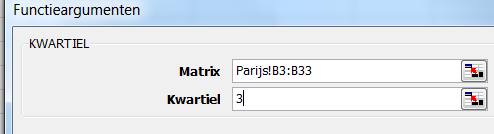 Functieargumenten
KWARTIEL
Matrix Parijs!B3:B33
Kwartiel 3